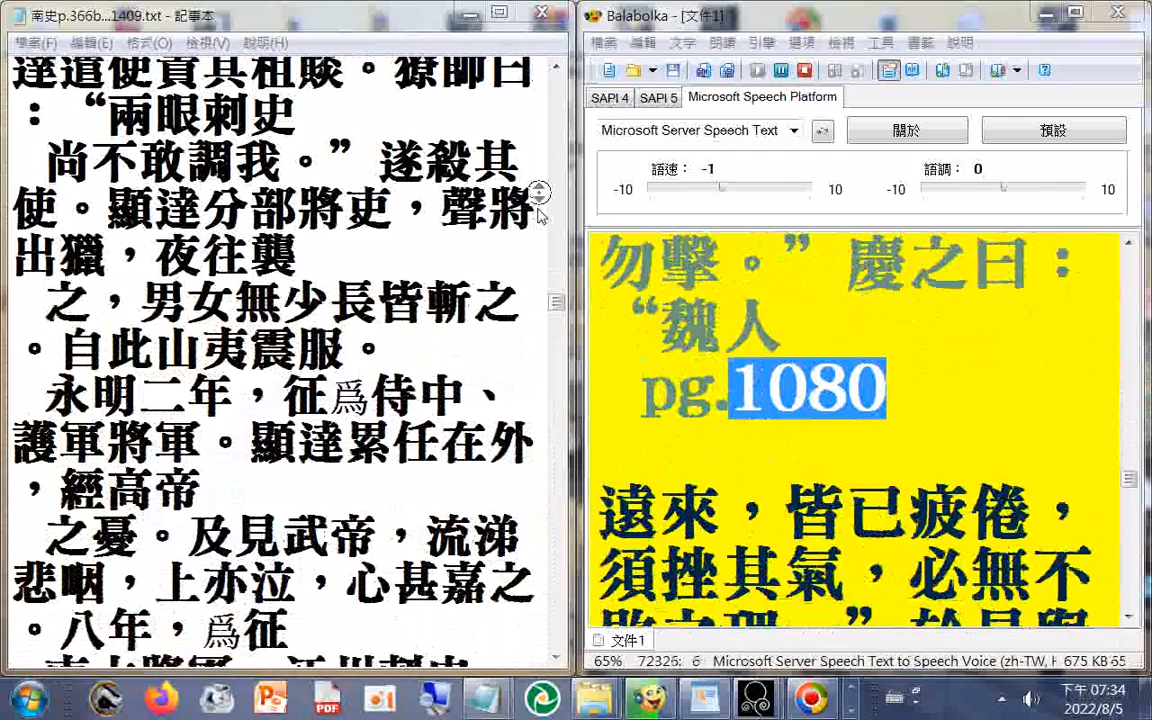 南史p.366b...1409.txt - 記事本
檔案(F) 編輯(E) 格式(O) 檢視(V) 說明(H)
達遣使責其租賧。獠帥曰
：“兩眼刺史
尚不敢調我。” 遂殺其
使。顯達分部將吏，聲將
出獵，夜往襲
之，男女無少長皆斬之
。自此山夷震服。
永明二年，征爲侍中、
護軍將軍。顯達累任在外
，經高帝
之憂。及見武帝，流涕
悲咽，上亦泣，心甚嘉之
。八年，爲征
Balabolka - [文件1]
檔案 編輯 文字 朗讀 引擎 選項 檢視 工具 書籤 說明
SAPI 4 SAPI 5 Microsoft Speech Platform
Microsoft Server Speech Text 關於 預設
語速： -1 語調： 0
-10 10 -10 10
勿擊。” 慶之曰：
“魏人
pg.1080
遠來，皆已疲倦，
須挫其氣，必無不
文件1
65% 72326: 6 Microsoft Server Speech Text to Speech Voice (zh-TW, H 675 KB 55
PDF
下午 07:34
2022/8/5